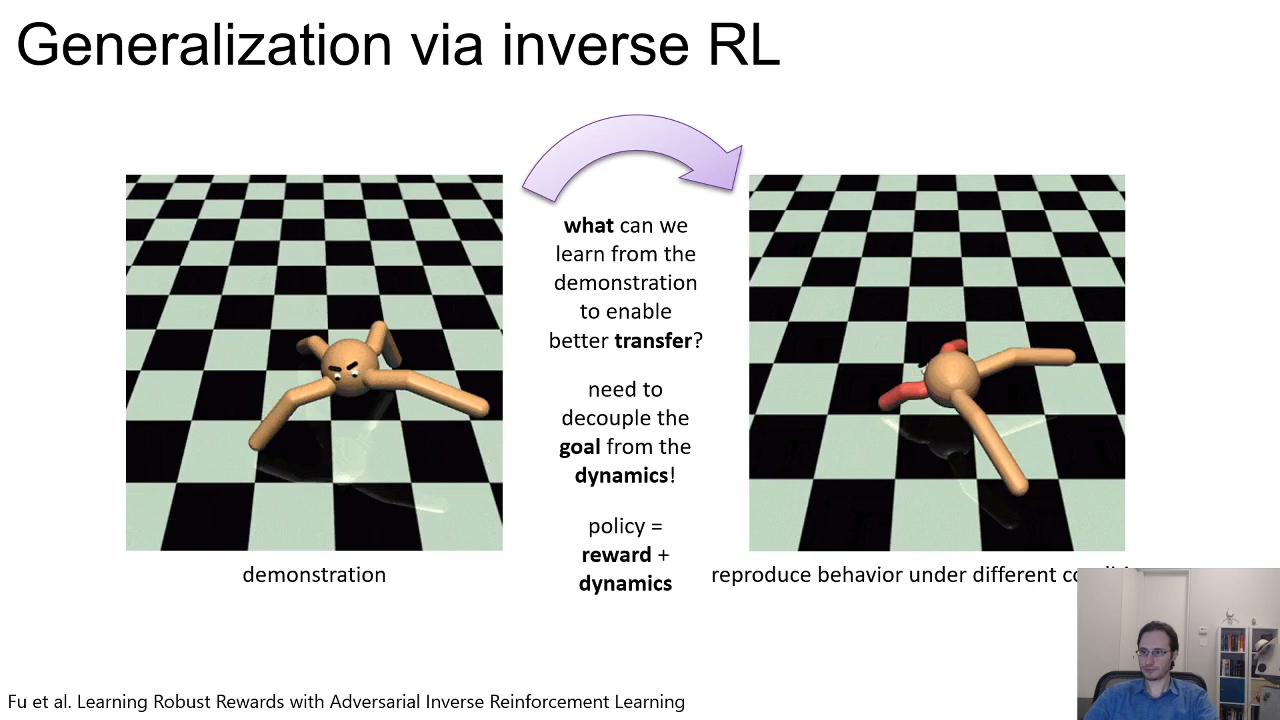 Generalization via inverse RL
what can we
learn from the
demonstration
to enable
better transfer?
need to
decouple the
goal from the
dynamics!
policy =
reward +
dynamics
demonstration
reproduce behavior under different
Fu et al. Learning Robust Rewards with Adversarial Inverse Reinforcement Learning